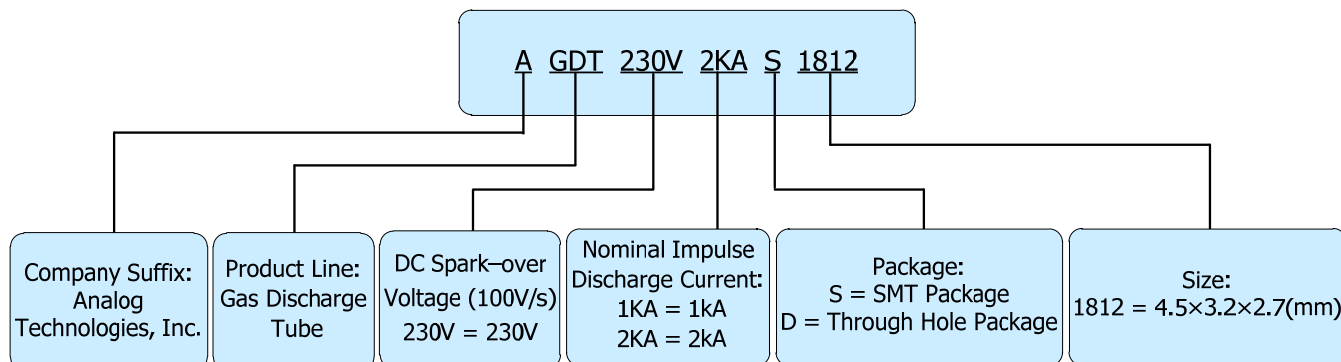 A GDT 230V 2KA S 1812
Company Suffix:
Analog
Technologies, Inc.
Product Line:
Gas Discharge
Tube
DC Spark–over
Voltage (100V/s)
230V = 230V
Nominal Impulse
Discharge Current:
1KA = 1kA
2KA = 2kA
Package:
S = SMT Package
D = Through Hole Package
Size:
1812 = 4.5×3.2×2.7(mm)